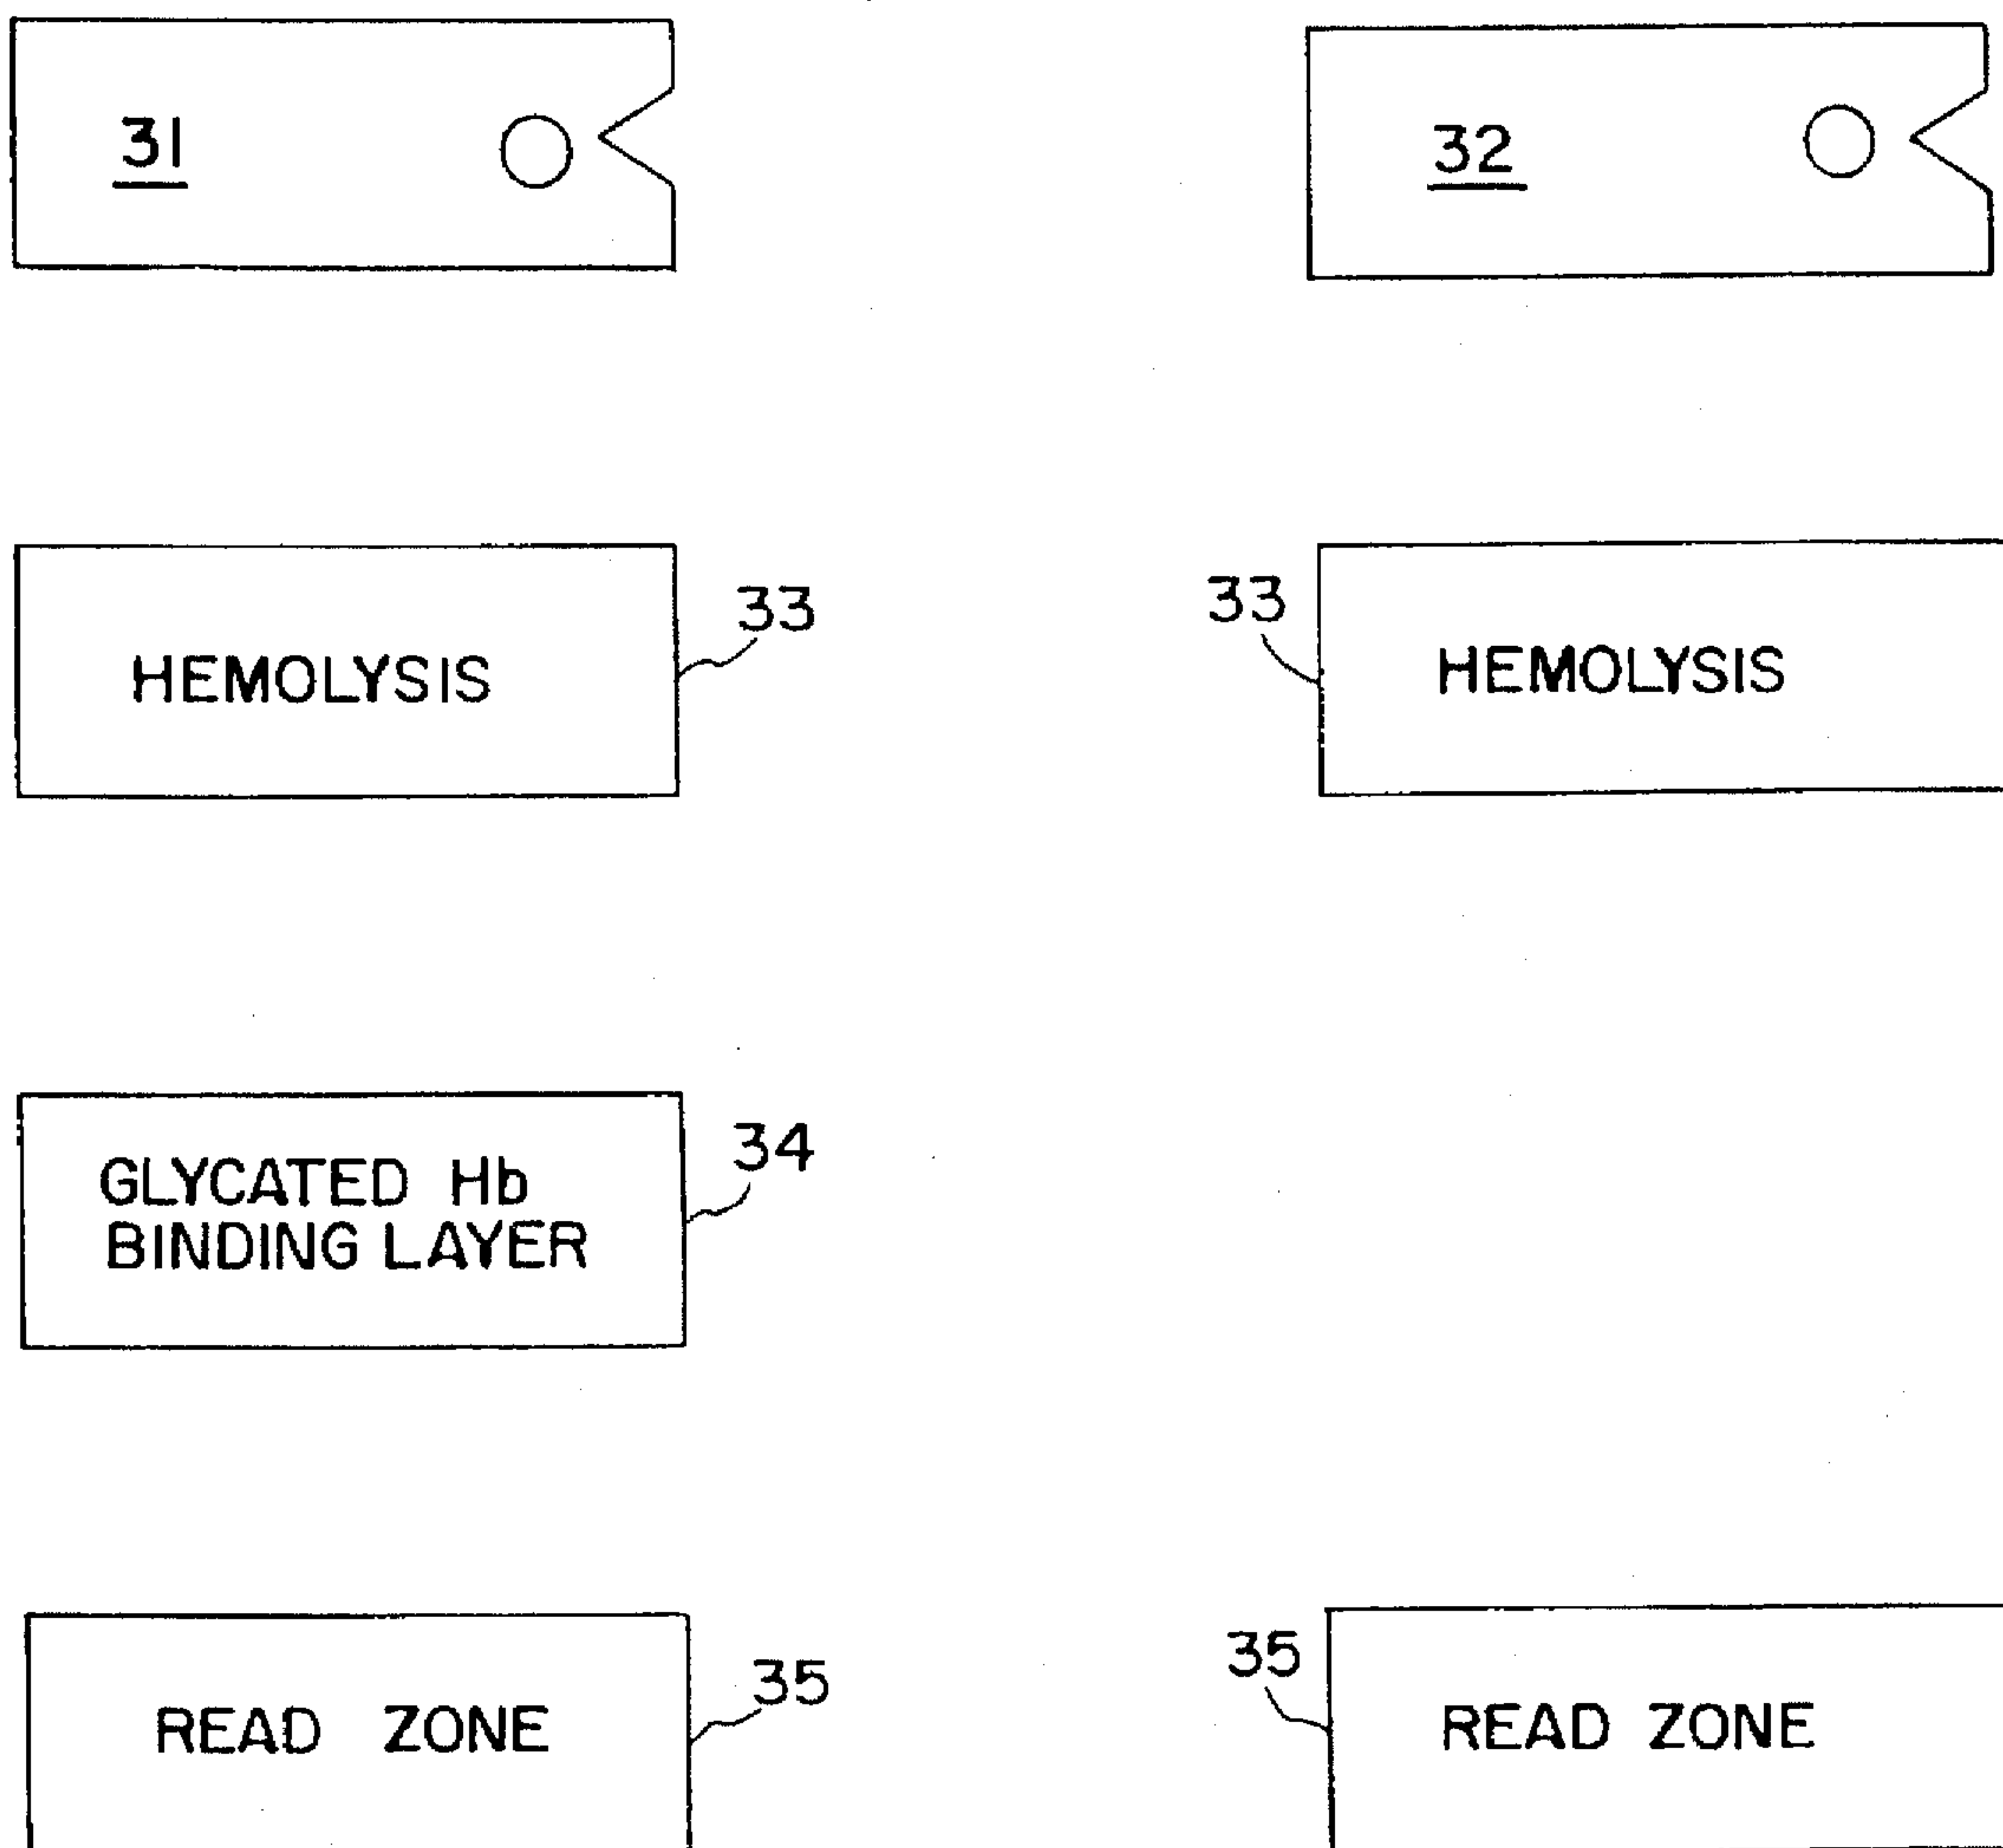 31
32
33
33
HEMOLYSIS
HEMOLYSIS
34
GLYCATED Hb
BINDING LAYER
35
35
READ ZONE
READ ZONE